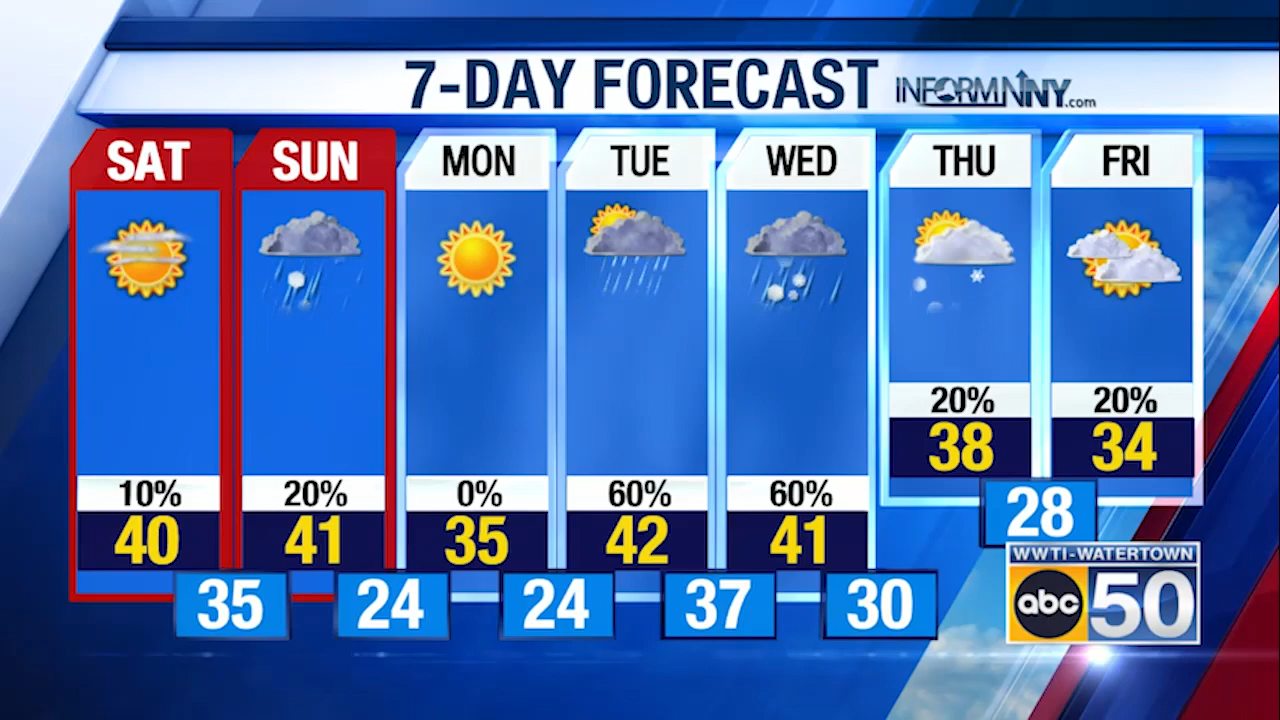 7-DAY FORECAST INFORMNNY.com
SAT SUN MON TUE WED THU FRI
20% 20%
38 34
10% 20% 0% 60% 60%
40 41 35 42 41
28
35 24 24 37 30
WWTI-WATERTOWN
abc 50